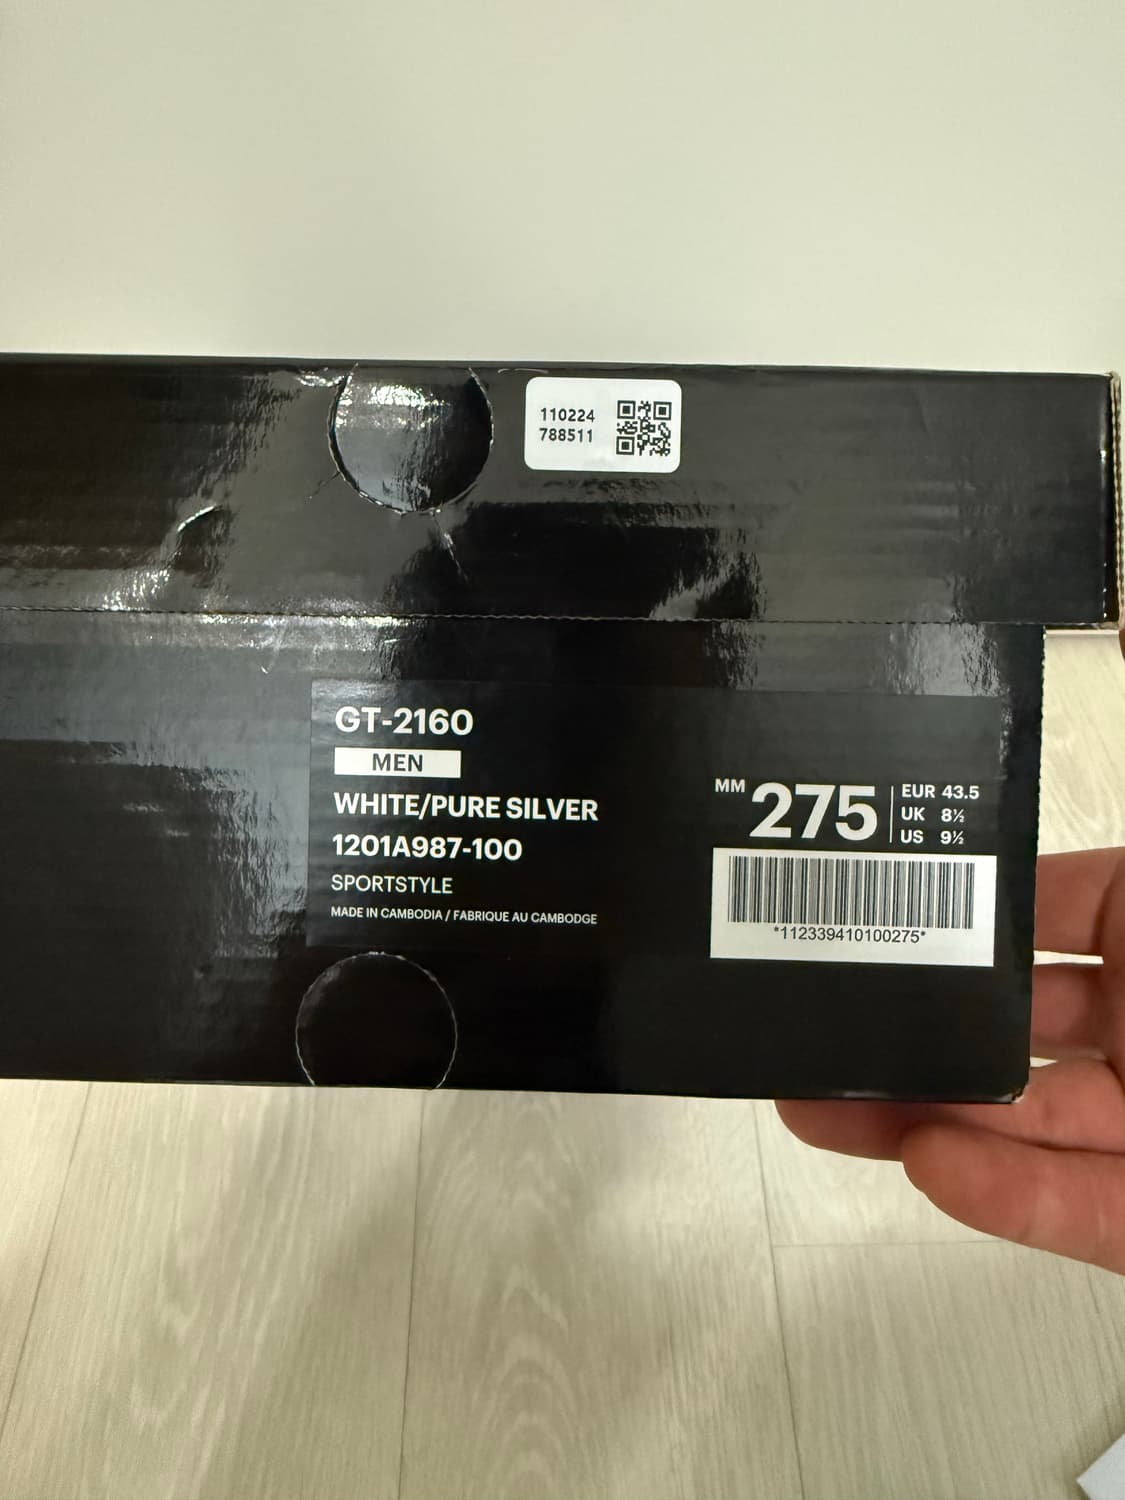 110224
788511
GT-2160
MEN
WHITE/PURE SILVER
1201A987-100
SPORTSTYLE
MADE IN CAMBODIA / FABRIQUE AU CAMBODGE
MM 275
EUR 43.5
UK 8½
US 9½
*112339410100275*